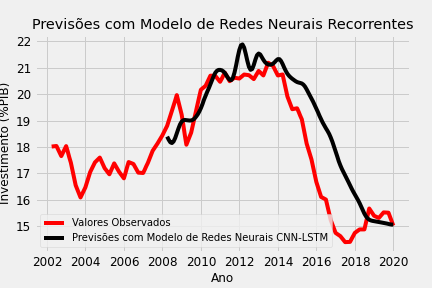 Previsões com Modelo de Redes Neurais Recorrentes
Investimento (%PIB)
22
21
20
19
18
17
16
15
Valores Observados
Previsões com Modelo de Redes Neurais CNN-LSTM
2002 2004 2006 2008 2010 2012 2014 2016 2018 2020
Ano